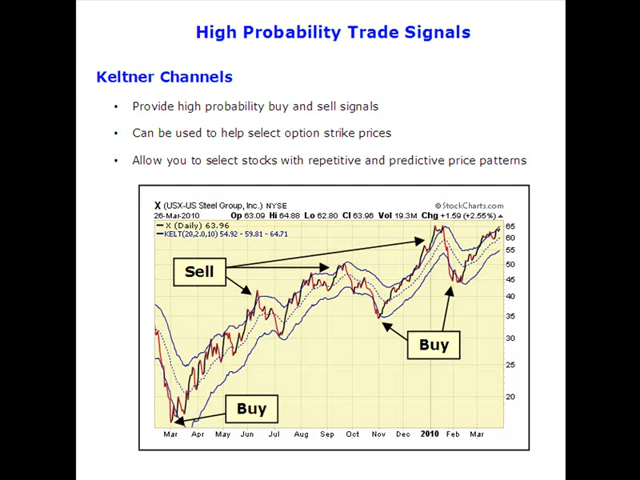 High Probability Trade Signals
Keltner Channels
• Provide high probability buy and sell signals
• Can be used to help select option strike prices
• Allow you to select stocks with repetitive and predictive price patterns
X (USX-US Steel Group, Inc.) NYSE © StockCharts.com
26-Mar-2010 Op 63.09 Hi 64.88 Lo 62.80 Cl 63.96 Vol 19.3M Chg +1.59 (+2.55%)
X (Daily) 63.96
KELT(20,2.0,10) 54.92 - 59.81 - 64.71
65
60
55
50
45
40
35
30
25
20
Sell
Buy
Buy
Mar Apr May Jun Jul Aug Sep Oct Nov Dec 2010 Feb Mar